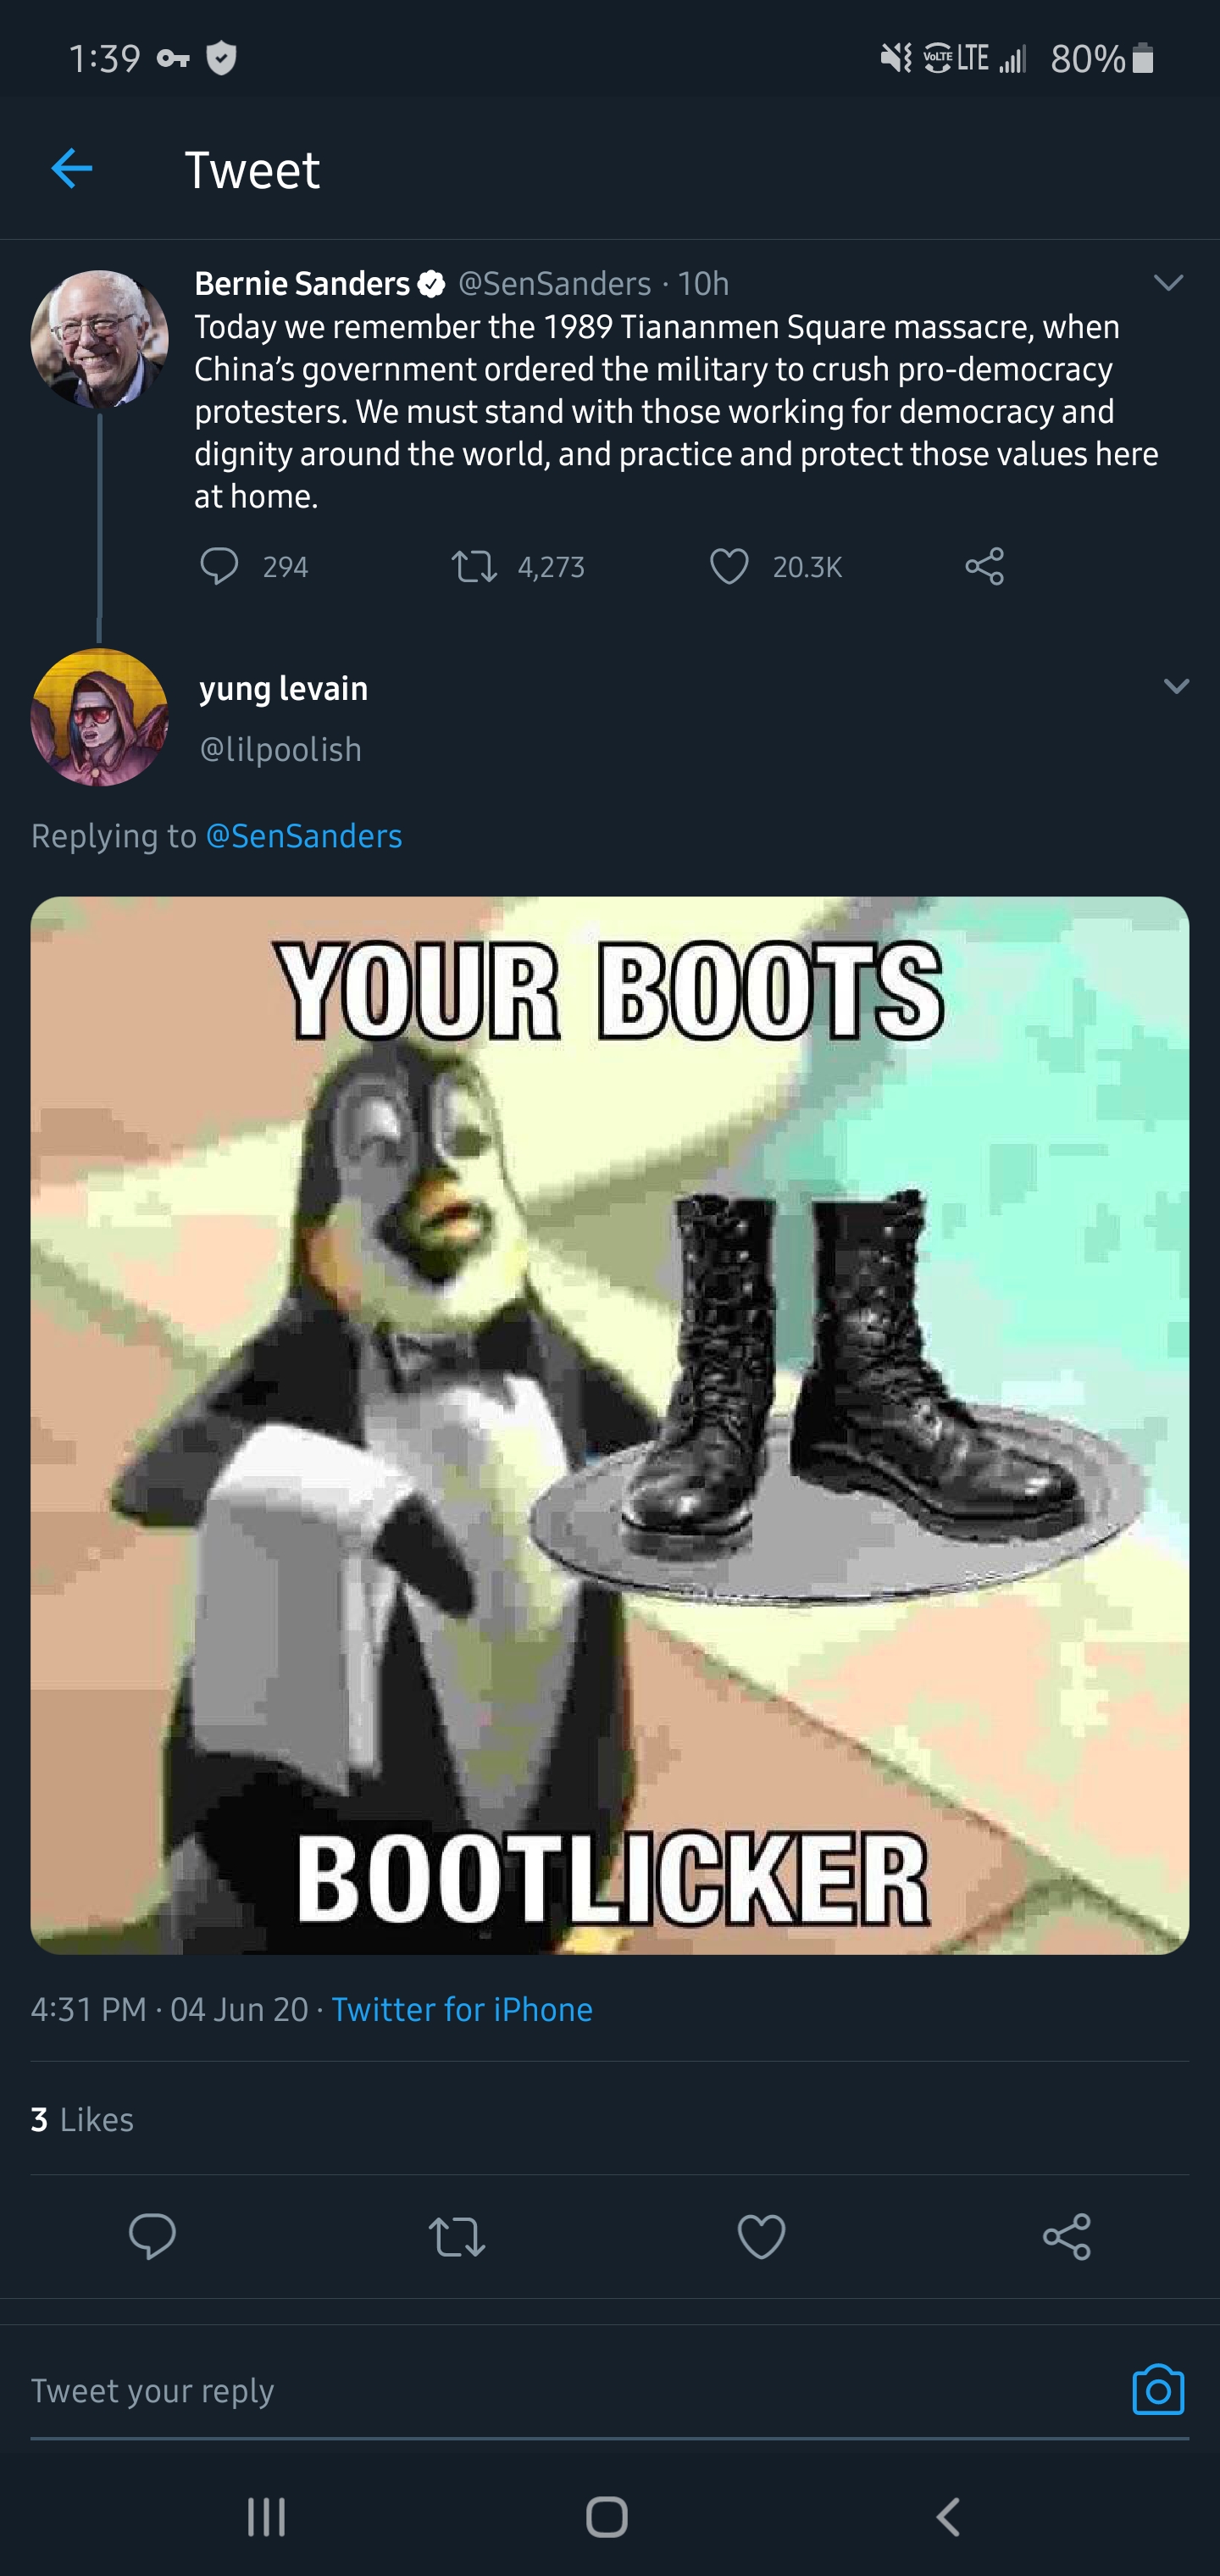 1:39 VoLTE LTE 80%
Tweet
Bernie Sanders @SenSanders · 10h
Today we remember the 1989 Tiananmen Square massacre, when
China’s government ordered the military to crush pro-democracy
protesters. We must stand with those working for democracy and
dignity around the world, and practice and protect those values here
at home.
294 4,273 20.3K
yung levain
@lilpoolish
Replying to @SenSanders
YOUR BOOTS
BOOTLICKER
4:31 PM · 04 Jun 20 · Twitter for iPhone
3 Likes
Tweet your reply